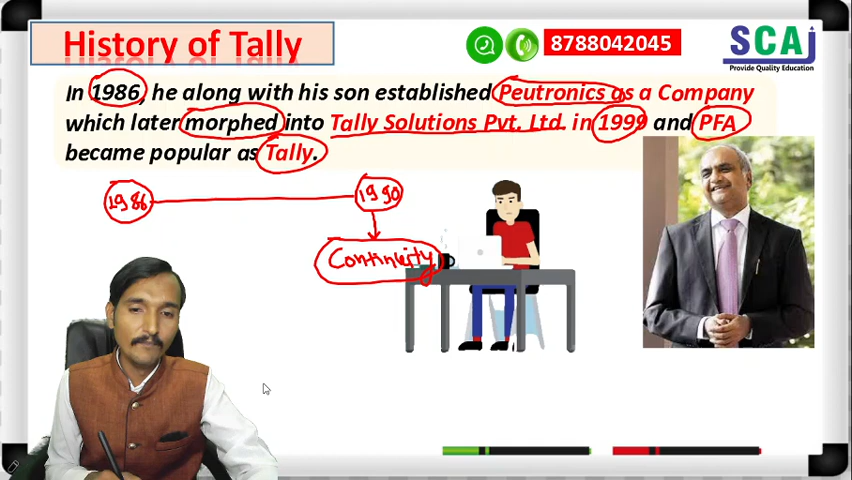 History of Tally
8788042045
SCAJ
Provide Quality Education
In 1986, he along with his son established Peutronics as a Company
which later morphed into Tally Solutions Pvt. Ltd. in 1999 and PFA
became popular as Tally.
1986
1990
Continuity